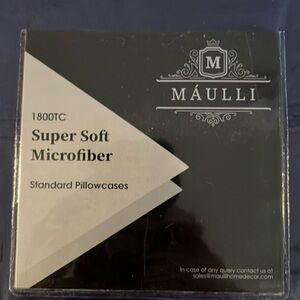 M
MÁULLI
1800TC
Super Soft
Microfiber
Standard Pillowcases
In case of any query contact us at
sales@maullihomedecor.com